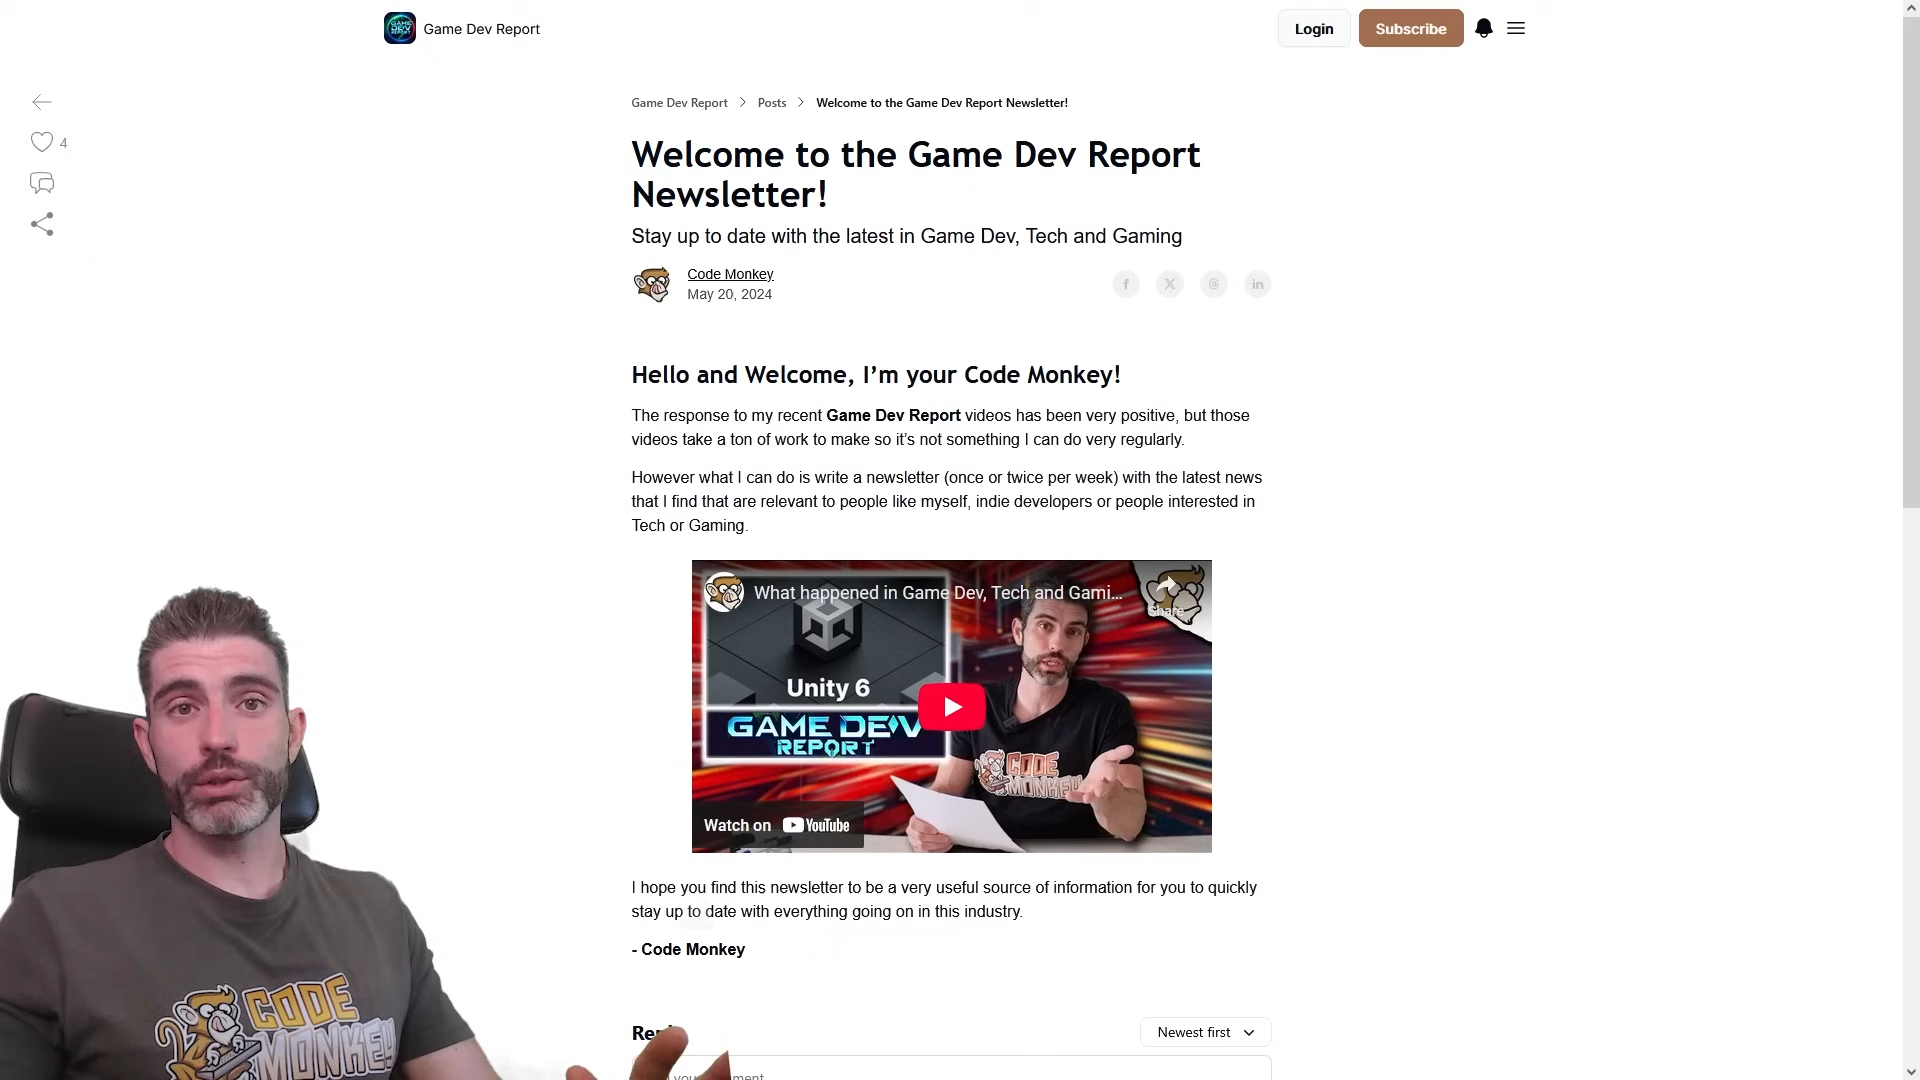 Game Dev Report
Login
Subscribe
4
Game Dev Report > Posts > Welcome to the Game Dev Report Newsletter!
Welcome to the Game Dev Report
Newsletter!
Stay up to date with the latest in Game Dev, Tech and Gaming
Code Monkey
May 20, 2024
Hello and Welcome, I’m your Code Monkey!
The response to my recent Game Dev Report videos has been very positive, but those
videos take a ton of work to make so it’s not something I can do very regularly.
However what I can do is write a newsletter (once or twice per week) with the latest news
that I find that are relevant to people like myself, indie developers or people interested in
Tech or Gaming.
What happened in Game Dev, Tech and Gami...
Share
Unity 6
GAME DEV
REPORT
CODE
MONKEY
Watch on YouTube
I hope you find this newsletter to be a very useful source of information for you to quickly
stay up to date with everything going on in this industry.
- Code Monkey
CODE
MONKEY
Newest first